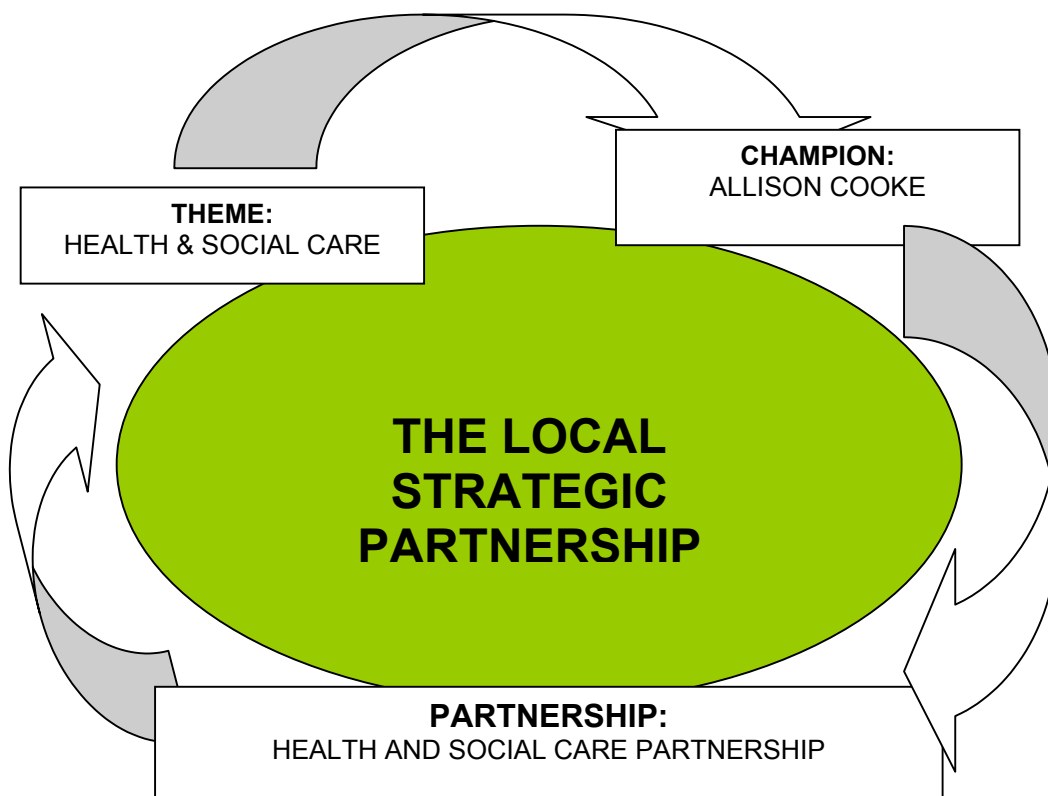 CHAMPION:
ALLISON COOKE
THEME:
HEALTH & SOCIAL CARE
THE LOCAL
STRATEGIC
PARTNERSHIP
PARTNERSHIP:
HEALTH AND SOCIAL CARE PARTNERSHIP